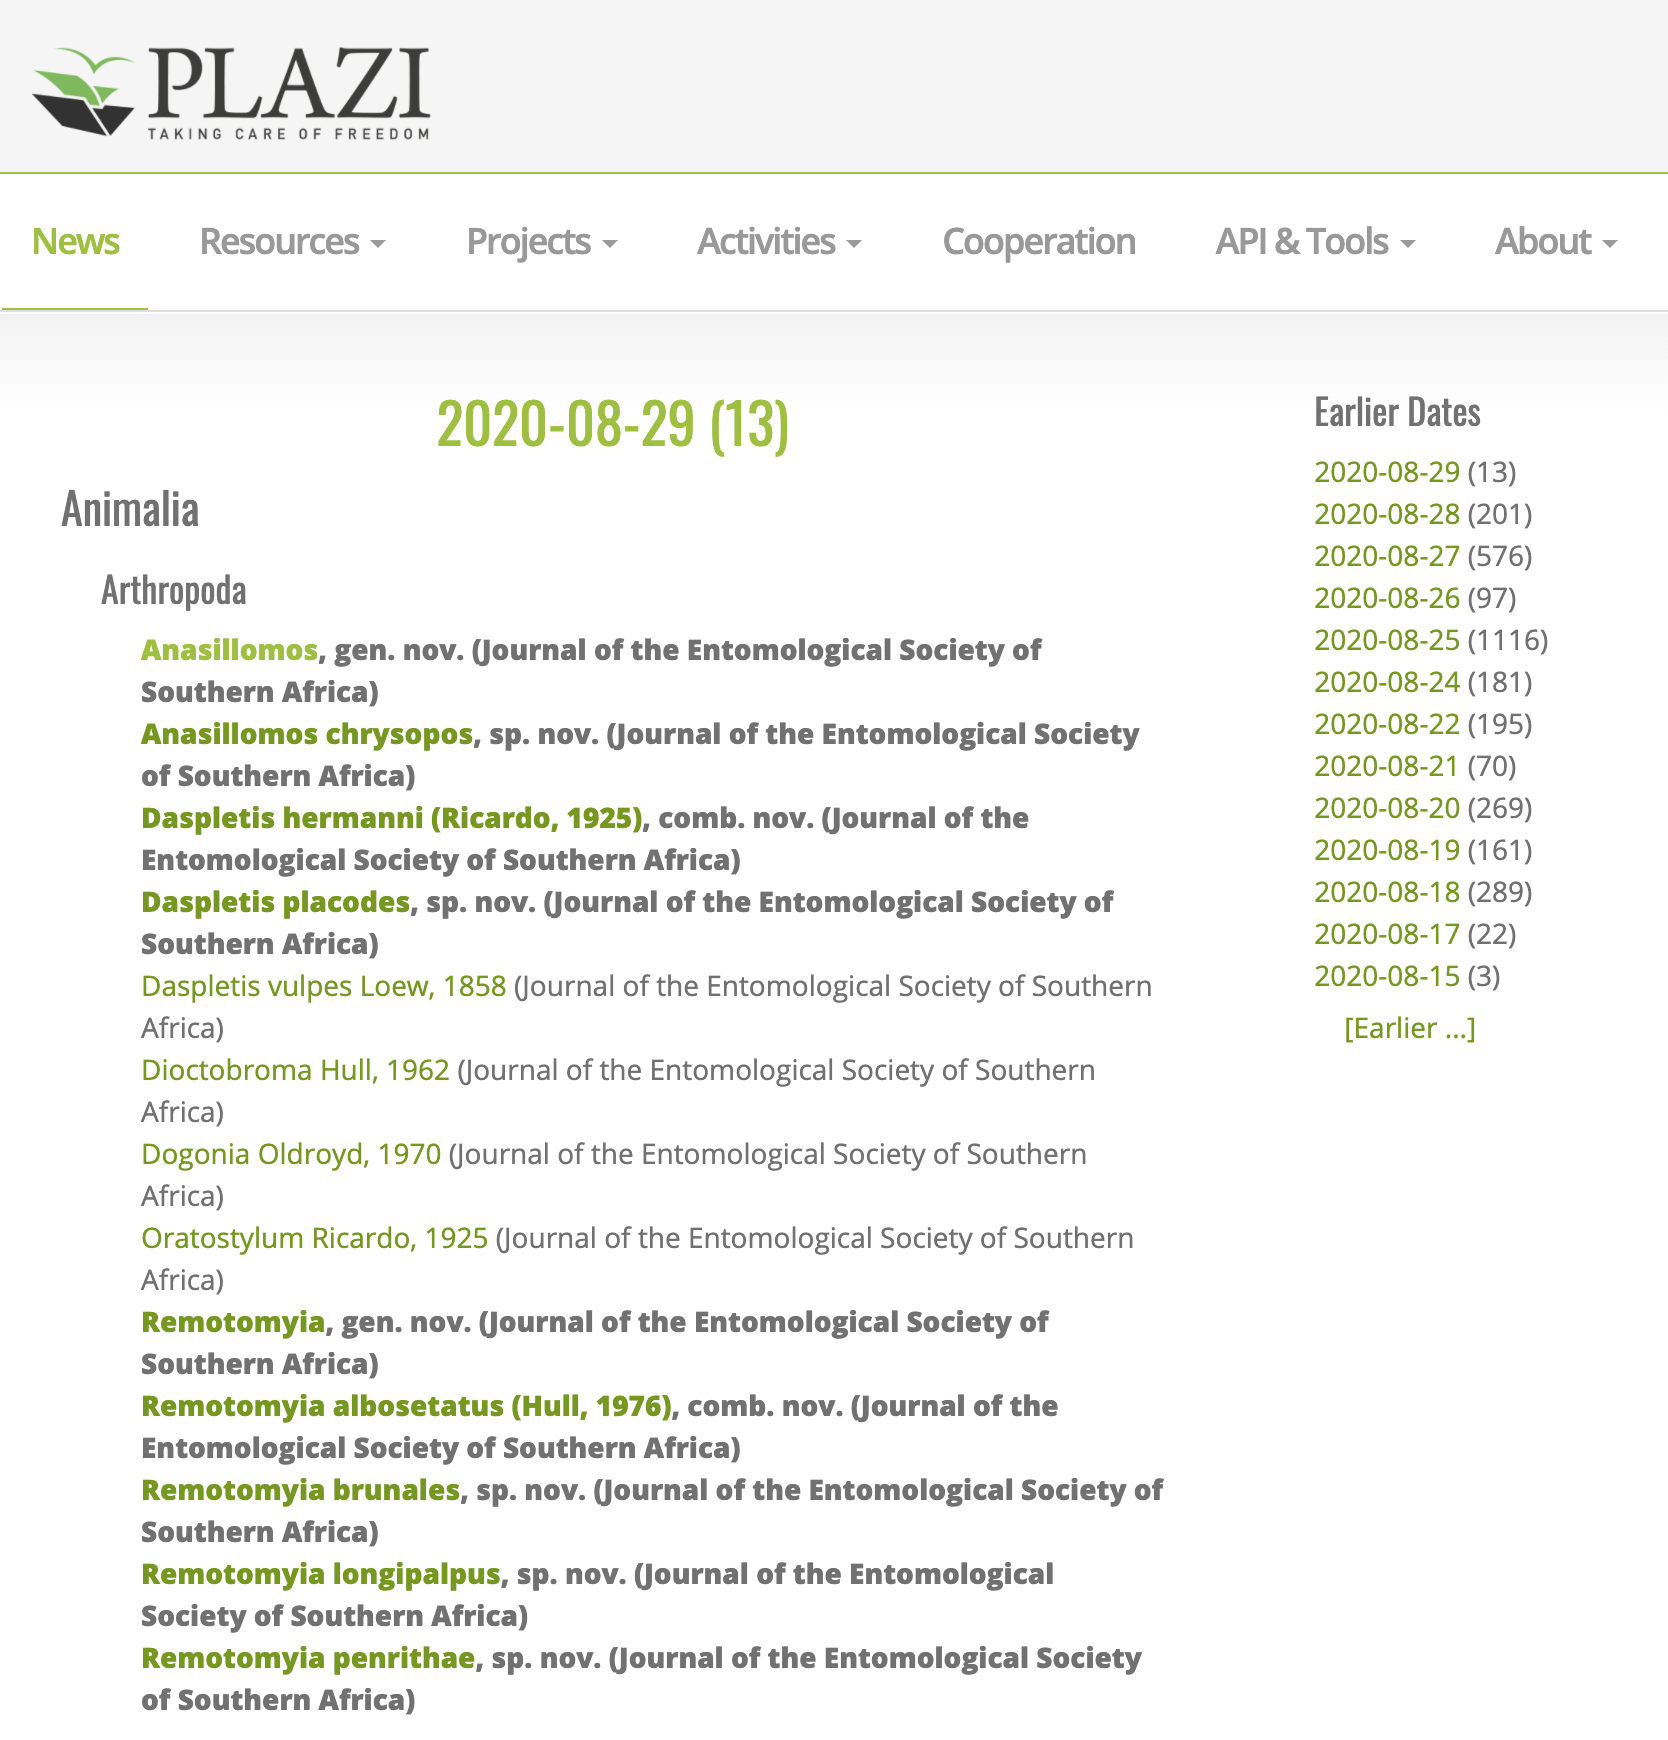 PLAZI
TAKING CARE OF FREEDOM
News Resources Projects Activities Cooperation API & Tools About
2020-08-29 (13)
Animalia
Arthropoda
Anasillomos, gen. nov. (Journal of the Entomological Society of
Southern Africa)
Anasillomos chrysopos, sp. nov. (Journal of the Entomological Society
of Southern Africa)
Daspletis hermanni (Ricardo, 1925), comb. nov. (Journal of the
Entomological Society of Southern Africa)
Daspletis placodes, sp. nov. (Journal of the Entomological Society of
Southern Africa)
Daspletis vulpes Loew, 1858 (Journal of the Entomological Society of Southern
Africa)
Dioctobroma Hull, 1962 (Journal of the Entomological Society of Southern
Africa)
Dogonia Oldroyd, 1970 (Journal of the Entomological Society of Southern
Africa)
Oratostylum Ricardo, 1925 (Journal of the Entomological Society of Southern
Africa)
Remotomyia, gen. nov. (Journal of the Entomological Society of
Southern Africa)
Remotomyia albosetatus (Hull, 1976), comb. nov. (Journal of the
Entomological Society of Southern Africa)
Remotomyia brunales, sp. nov. (Journal of the Entomological Society of
Southern Africa)
Remotomyia longipalpus, sp. nov. (Journal of the Entomological
Society of Southern Africa)
Remotomyia penrithae, sp. nov. (Journal of the Entomological Society
of Southern Africa)
Earlier Dates
2020-08-29 (13)
2020-08-28 (201)
2020-08-27 (576)
2020-08-26 (97)
2020-08-25 (1116)
2020-08-24 (181)
2020-08-22 (195)
2020-08-21 (70)
2020-08-20 (269)
2020-08-19 (161)
2020-08-18 (289)
2020-08-17 (22)
2020-08-15 (3)
[Earlier ...]